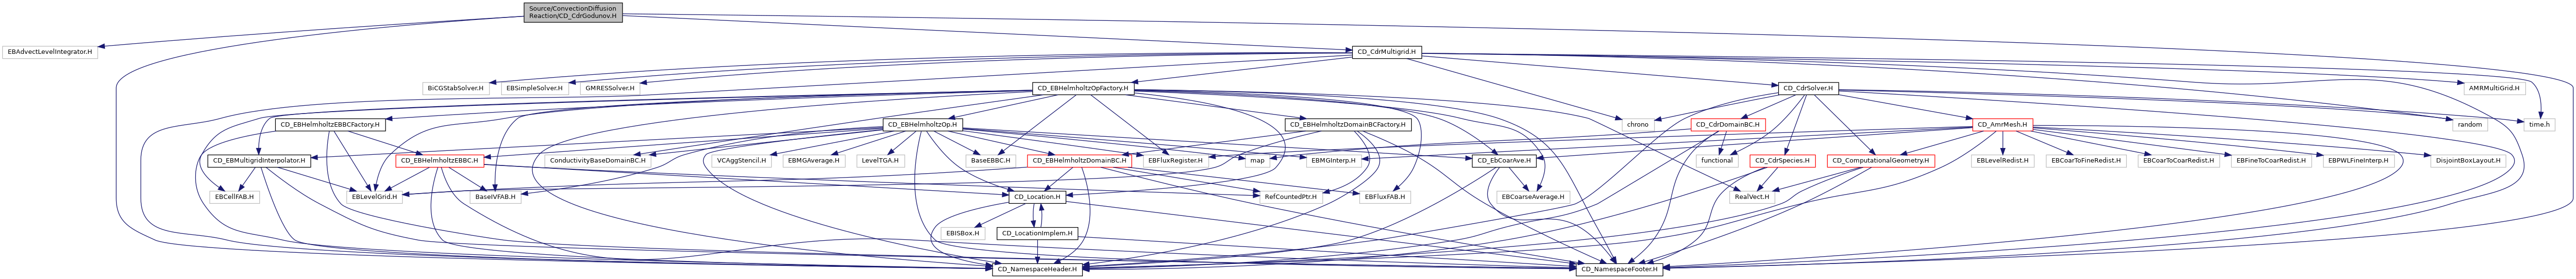 Source/ConvectionDiffusion
Reaction/CD_CdrGodunov.H
EBAdvectLevelIntegrator.H
CD_CdrMultigrid.H
BiCGStabSolver.H
EBSimpleSolver.H
GMRESSolver.H
CD_EBHelmholtzOpFactory.H
CD_CdrSolver.H
AMRMultiGrid.H
CD_EBHelmholtzEBBCFactory.H
CD_EBHelmholtzOp.H
CD_EBHelmholtzDomainBCFactory.H
chrono
CD_CdrDomainBC.H
CD_AmrMesh.H
random
time.H
CD_EBMultigridInterpolator.H
CD_EBHelmholtzEBBC.H
ConductivityBaseDomainBC.H
VCAggStencil.H
EBMGAverage.H
LevelTGA.H
BaseEBBC.H
CD_EBHelmholtzDomainBC.H
EBFluxRegister.H
map
EBMGInterp.H
CD_EbCoarAve.H
functional
CD_CdrSpecies.H
CD_ComputationalGeometry.H
EBLevelRedist.H
EBCoarToFineRedist.H
EBCoarToCoarRedist.H
EBFineToCoarRedist.H
EBPWLFineInterp.H
DisjointBoxLayout.H
EBCellFAB.H
EBLevelGrid.H
BaseIVFAB.H
CD_Location.H
RefCountedPtr.H
EBFluxFAB.H
EBCoarseAverage.H
RealVect.H
EBISBox.H
CD_LocationImplem.H
CD_NamespaceHeader.H
CD_NamespaceFooter.H